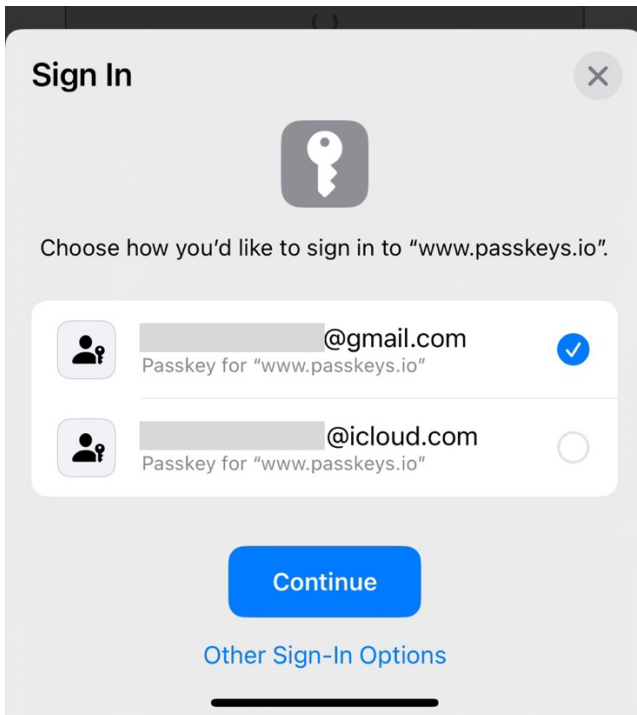 Sign In
Choose how you’d like to sign in to “www.passkeys.io”.
@gmail.com
Passkey for “www.passkeys.io”
@icloud.com
Passkey for “www.passkeys.io”
Continue
Other Sign-In Options